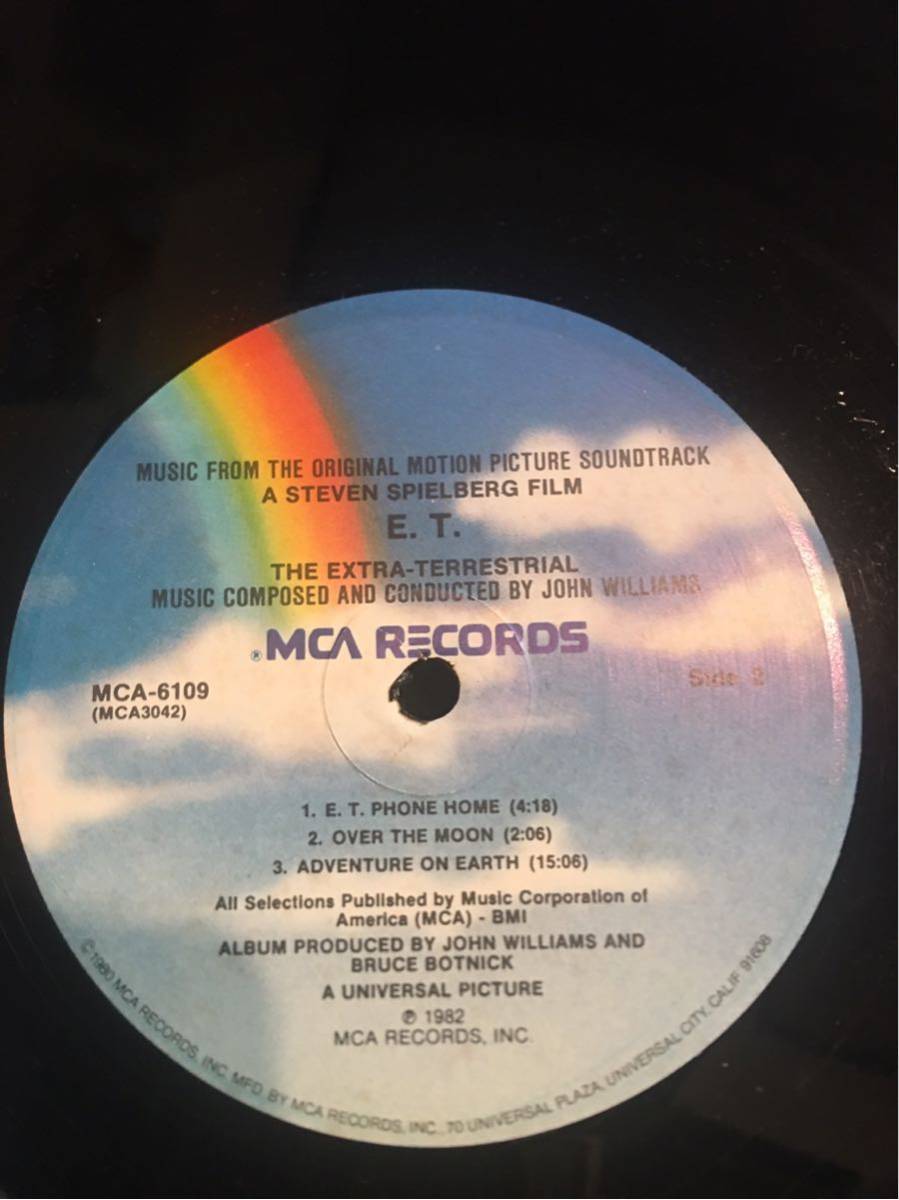 MUSIC FROM THE ORIGINAL MOTION PICTURE SOUNDTRACK
A STEVEN SPIELBERG FILM
E. T.
THE EXTRA-TERRESTRIAL
MUSIC COMPOSED AND CONDUCTED BY JOHN WILLIAMS
®MCA RECORDS
MCA-6109
(MCA3042)
Side 2
1. E. T. PHONE HOME (4:18)
2. OVER THE MOON (2:06)
3. ADVENTURE ON EARTH (15:06)
All Selections Published by Music Corporation of
America (MCA) - BMI
ALBUM PRODUCED BY JOHN WILLIAMS AND
BRUCE BOTNICK
A UNIVERSAL PICTURE
℗ 1982
MCA RECORDS, INC.
©1980 MCA RECORDS, INC. MFD. BY MCA RECORDS, INC., 70 UNIVERSAL PLAZA, UNIVERSAL CITY, CALIF. 91608